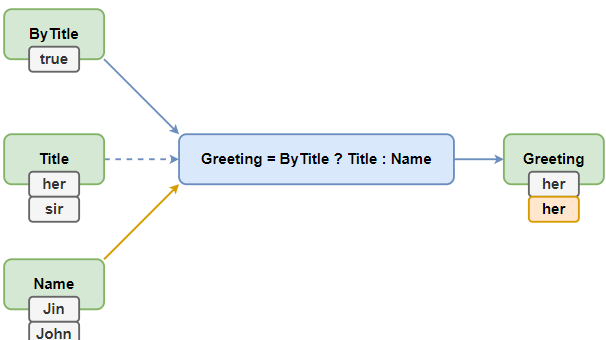 ByTitle
true
Title
her
sir
Greeting = ByTitle ? Title : Name
Greeting
her
her
Name
Jin
John